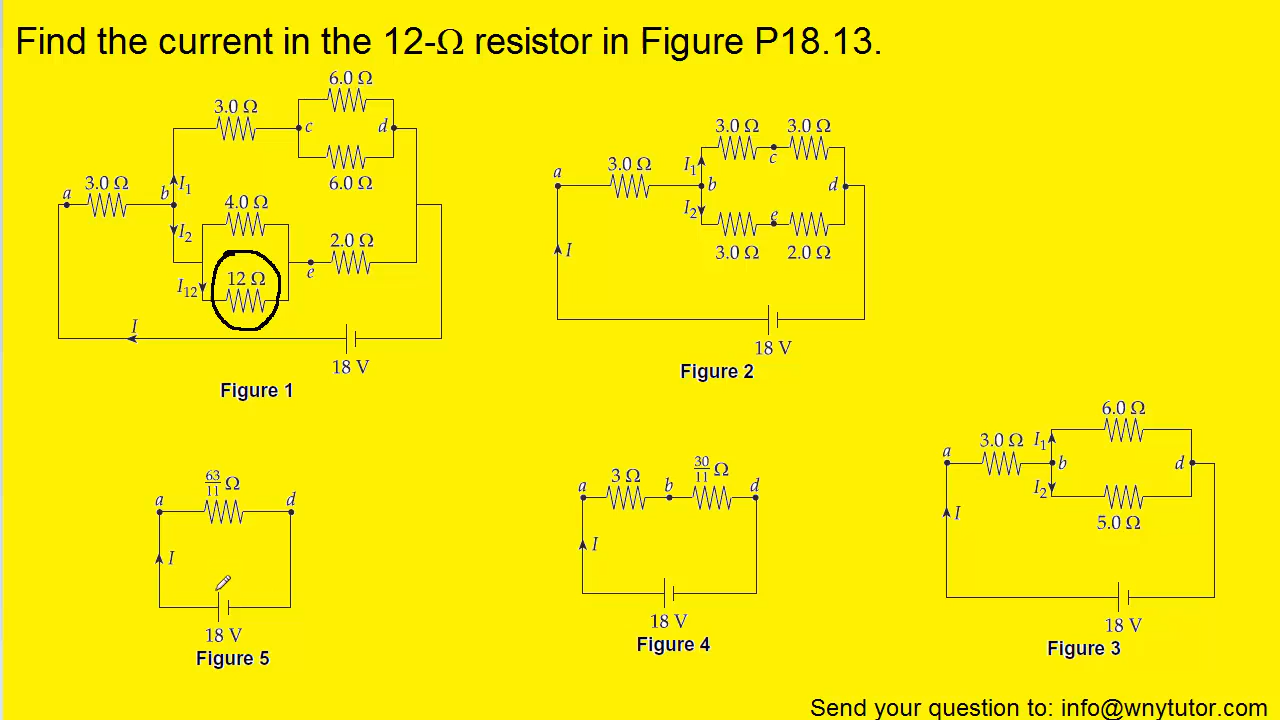 Find the current in the 12-Ω resistor in Figure P18.13.
6.0 Ω
3.0 Ω
c
d
6.0 Ω
3.0 Ω
a
b
I1
4.0 Ω
I2
2.0 Ω
12 Ω
e
I12
I
18 V
Figure 1
3.0 Ω 3.0 Ω
c
3.0 Ω
a
I1
b
d
I2
e
3.0 Ω 2.0 Ω
I
18 V
Figure 2
6.0 Ω
3.0 Ω
I1
a
b
d
I2
5.0 Ω
I
18 V
Figure 3
3 Ω
30/11 Ω
a
b
d
I
18 V
Figure 4
63/11 Ω
a
d
I
18 V
Figure 5
Send your question to: info@wnytutor.com